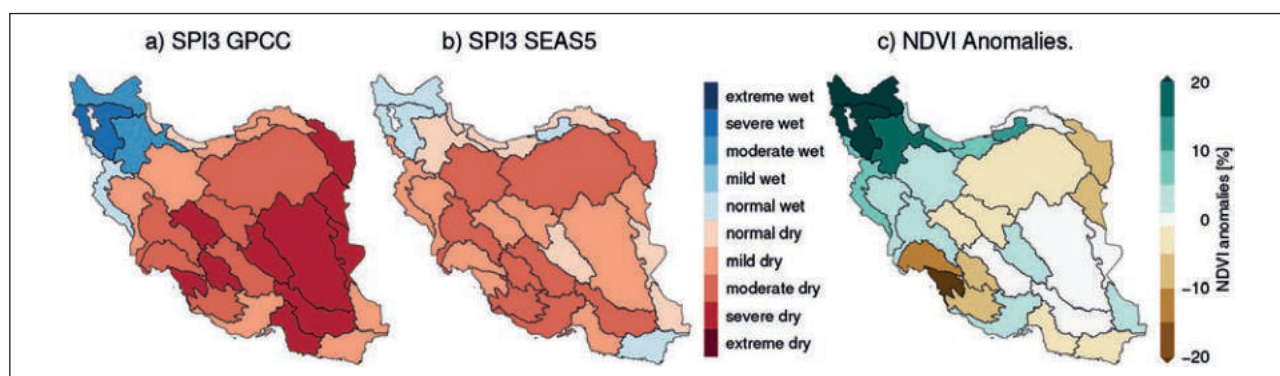 a) SPI3 GPCC
b) SPI3 SEAS5
c) NDVI Anomalies.
extreme wet
severe wet
moderate wet
mild wet
normal wet
normal dry
mild dry
moderate dry
severe dry
extreme dry
20
10
0
−10
−20
NDVI anomalies [%]